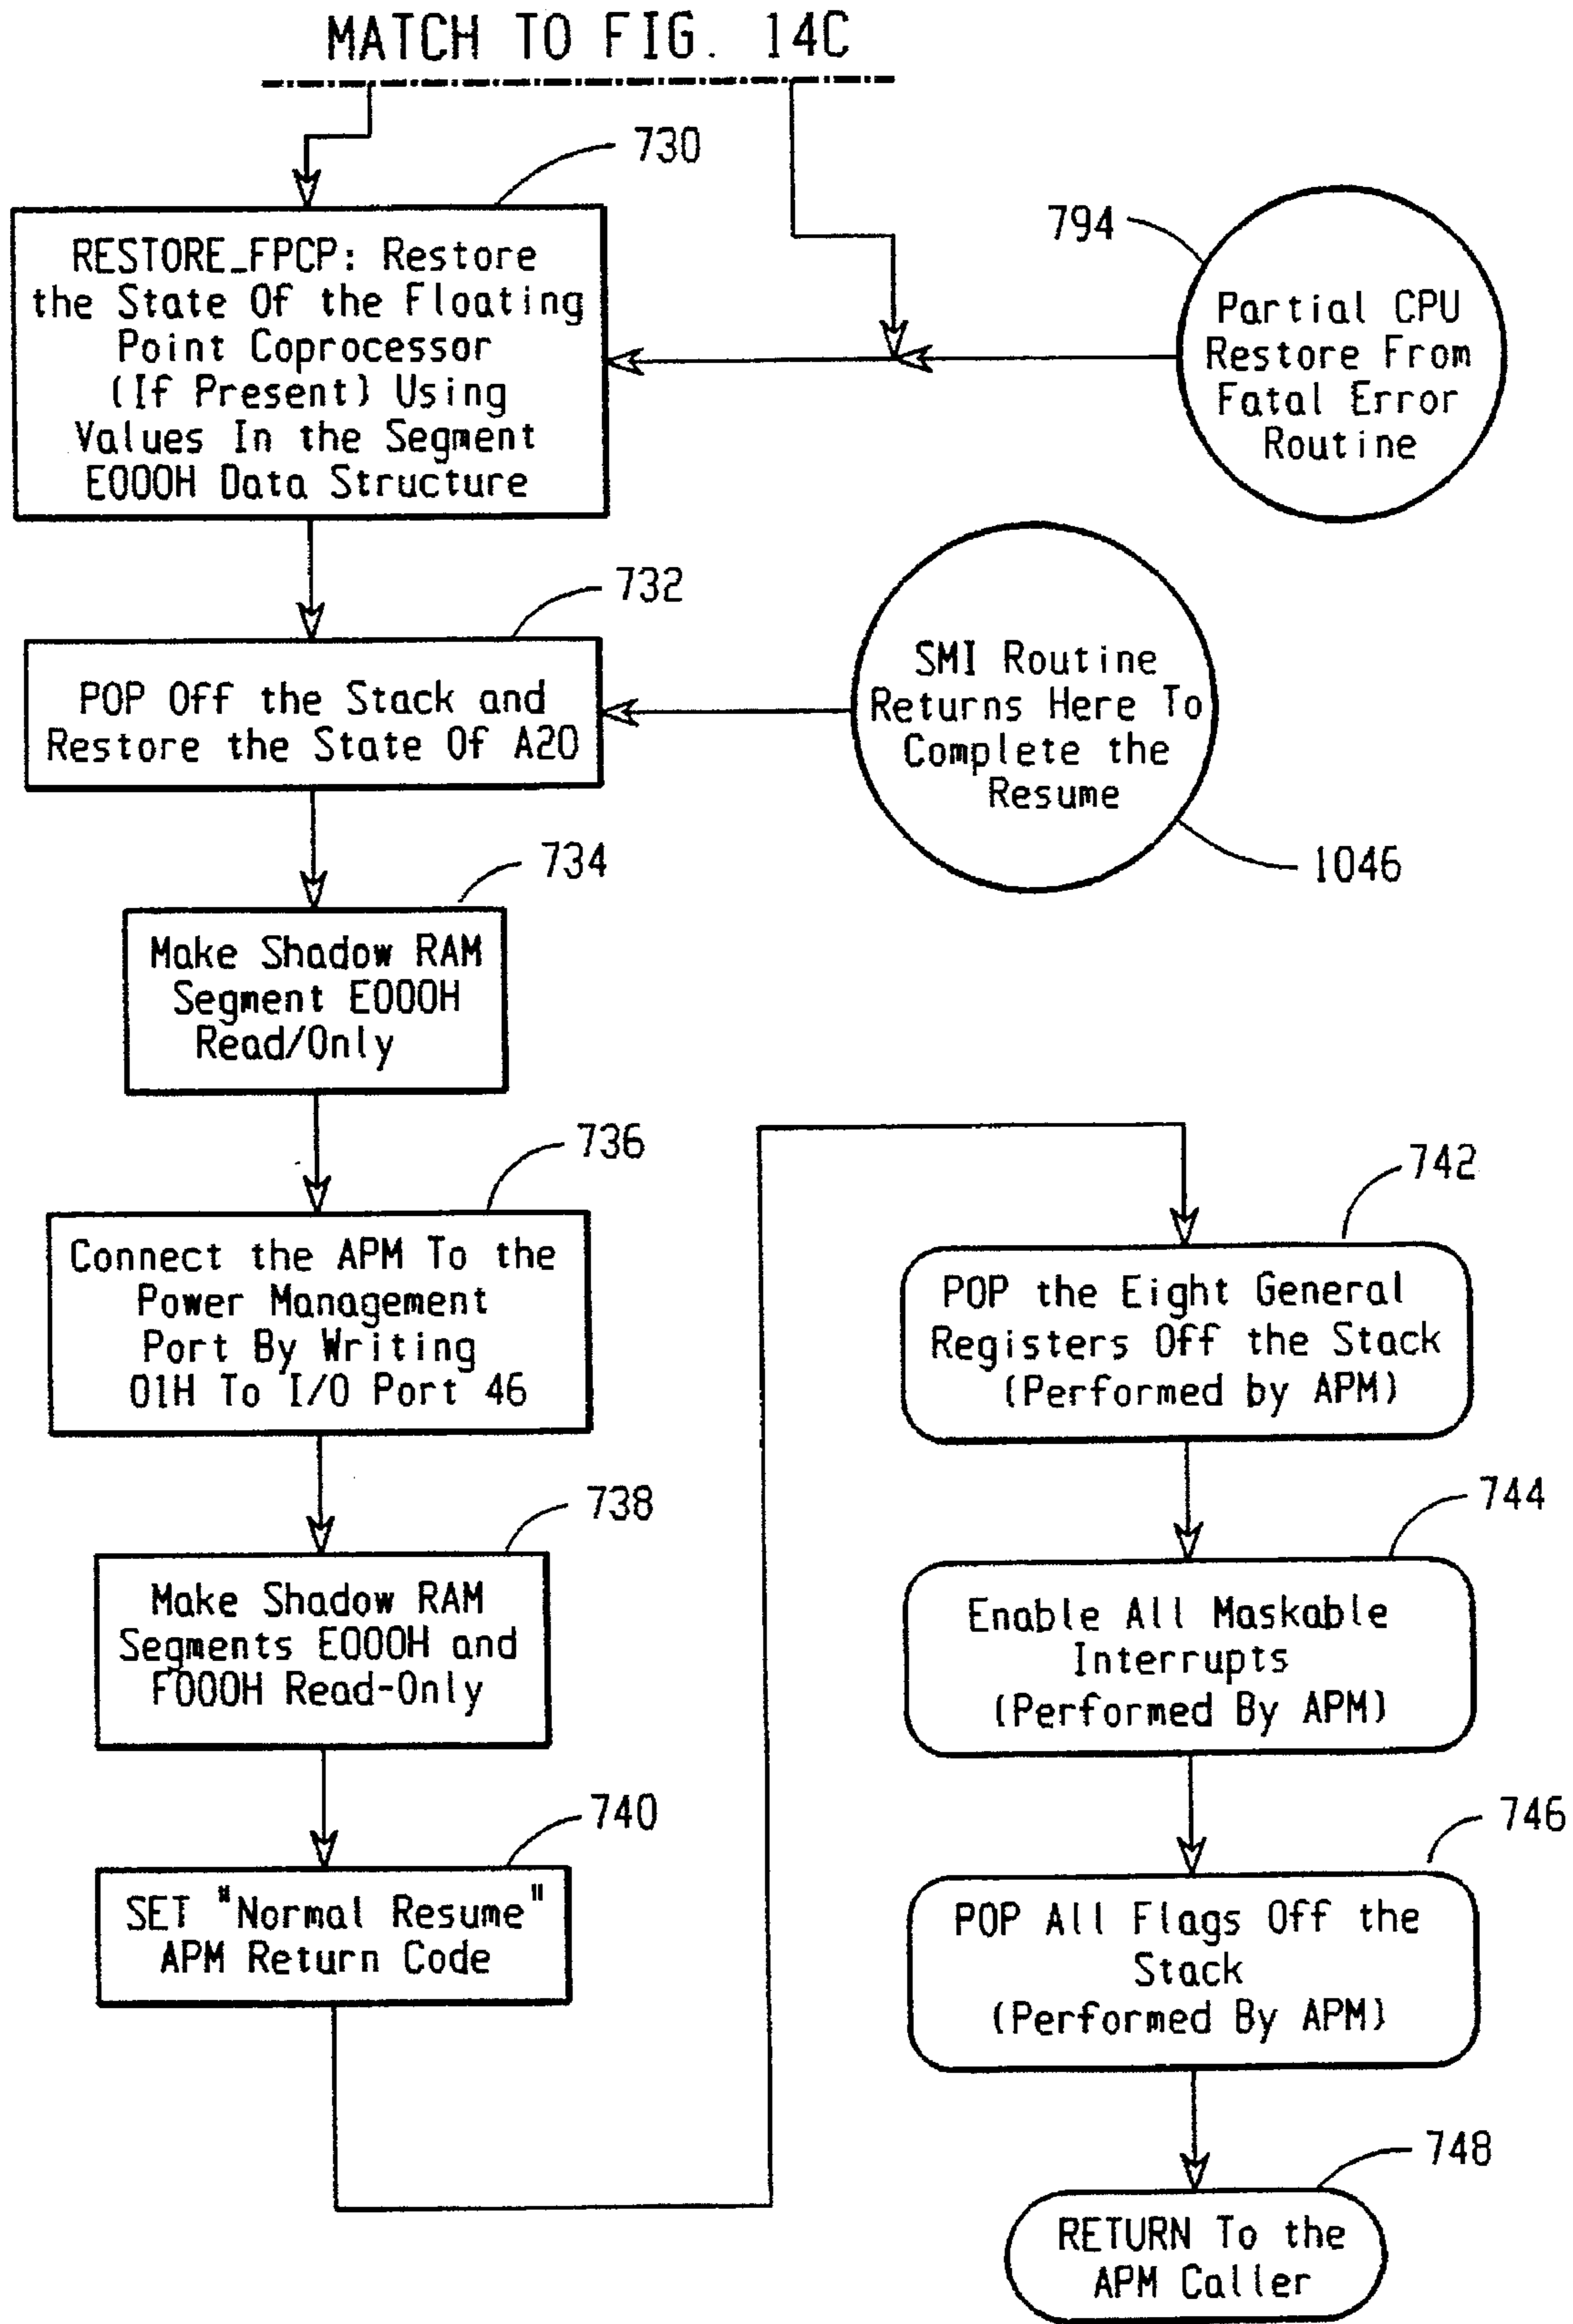 MATCH TO FIG. 14C
730
RESTORE_FPCP: Restore
the State Of the Floating
Point Coprocessor
(If Present) Using
Values In the Segment
E000H Data Structure
794
Partial CPU
Restore From
Fatal Error
Routine
732
POP Off the Stack and
Restore the State Of A20
SMI Routine
Returns Here To
Complete the
Resume
1046
734
Make Shadow RAM
Segment E000H
Read/Only
736
Connect the APM To the
Power Management
Port By Writing
01H To I/O Port 46
738
Make Shadow RAM
Segments E000H and
F000H Read-Only
740
SET "Normal Resume"
APM Return Code
742
POP the Eight General
Registers Off the Stack
(Performed by APM)
744
Enable All Maskable
Interrupts
(Performed By APM)
746
POP All Flags Off the
Stack
(Performed By APM)
748
RETURN To the
APM Caller